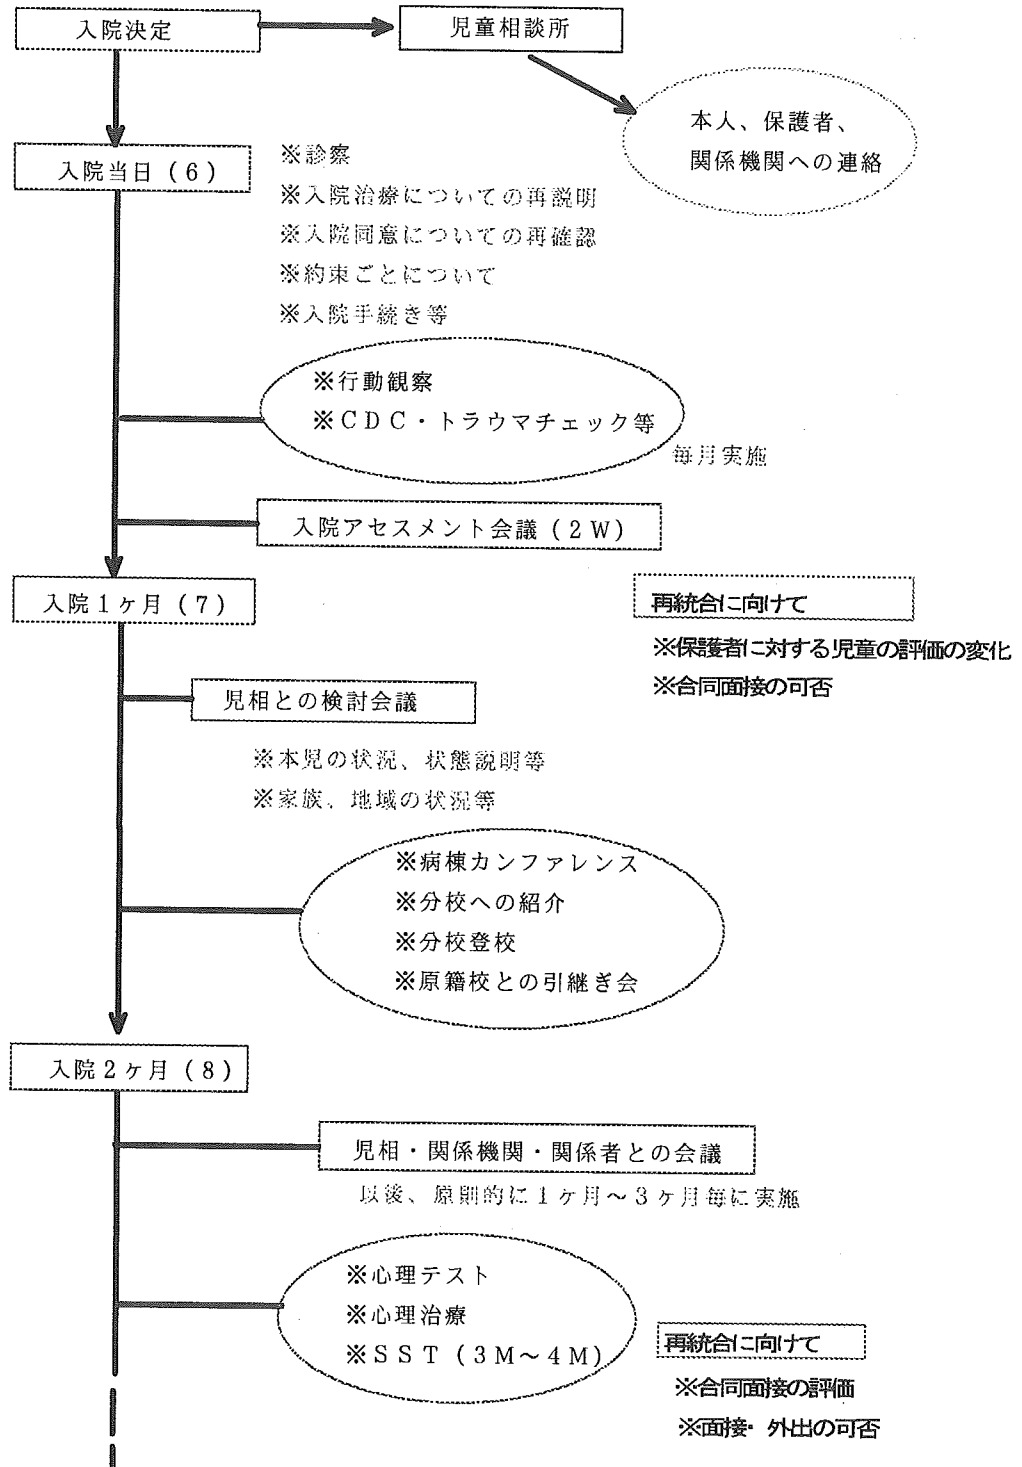 入院決定
児童相談所
本人、保護者、
関係機関への連絡
入院当日（６）
※診察
※入院治療についての再説明
※入院同意についての再確認
※約束ごとについて
※入院手続き等
※行動観察
※ＣＤＣ・トラウマチェック等
毎月実施
入院アセスメント会議（２Ｗ）
入院１ヶ月（７）
再統合に向けて
※保護者に対する児童の評価の変化
※合同面接の可否
児相との検討会議
※本児の状況、状態説明等
※家族、地域の状況等
※病棟カンファレンス
※分校への紹介
※分校登校
※原籍校との引継ぎ会
入院２ヶ月（８）
児相・関係機関・関係者との会議
以後、原則的に１ヶ月～３ヶ月毎に実施
※心理テスト
※心理治療
※ＳＳＴ（３Ｍ～４Ｍ）
再統合に向けて
※合同面接の評価
※面接・外出の可否